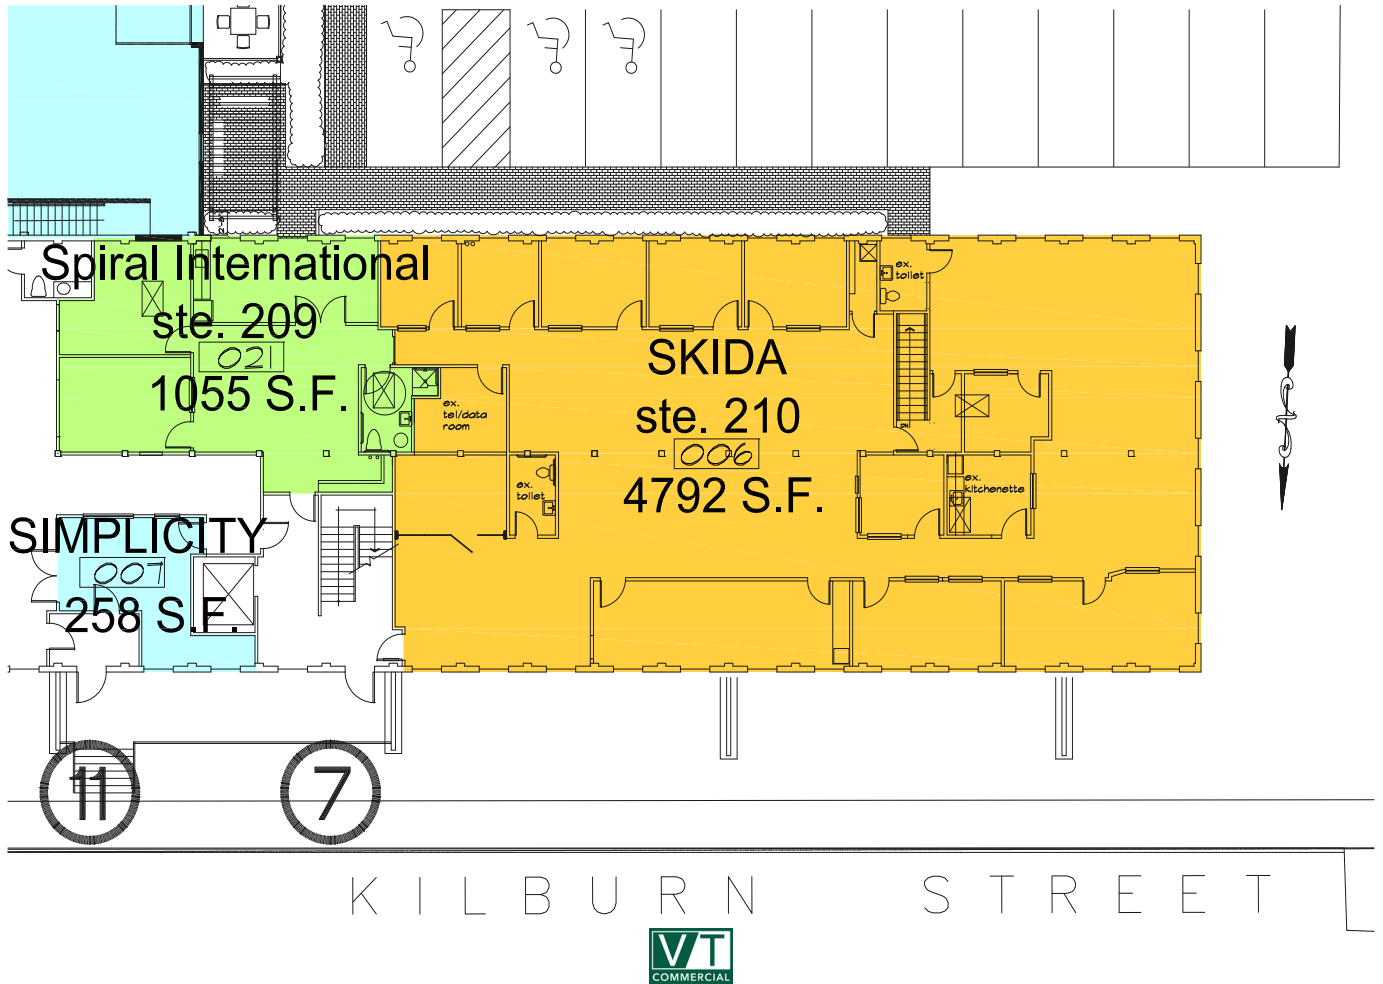 Spiral International
ste. 209
021
1055 S.F.
ex.
toilet
SKIDA
ste. 210
006
4792 S.F.
ex.
tel/data
room
DN
ex.
toilet
ex.
kitchenette
SIMPLICITY
007
258 S.F.
11
7
KILBURN STREET
VT
COMMERCIAL